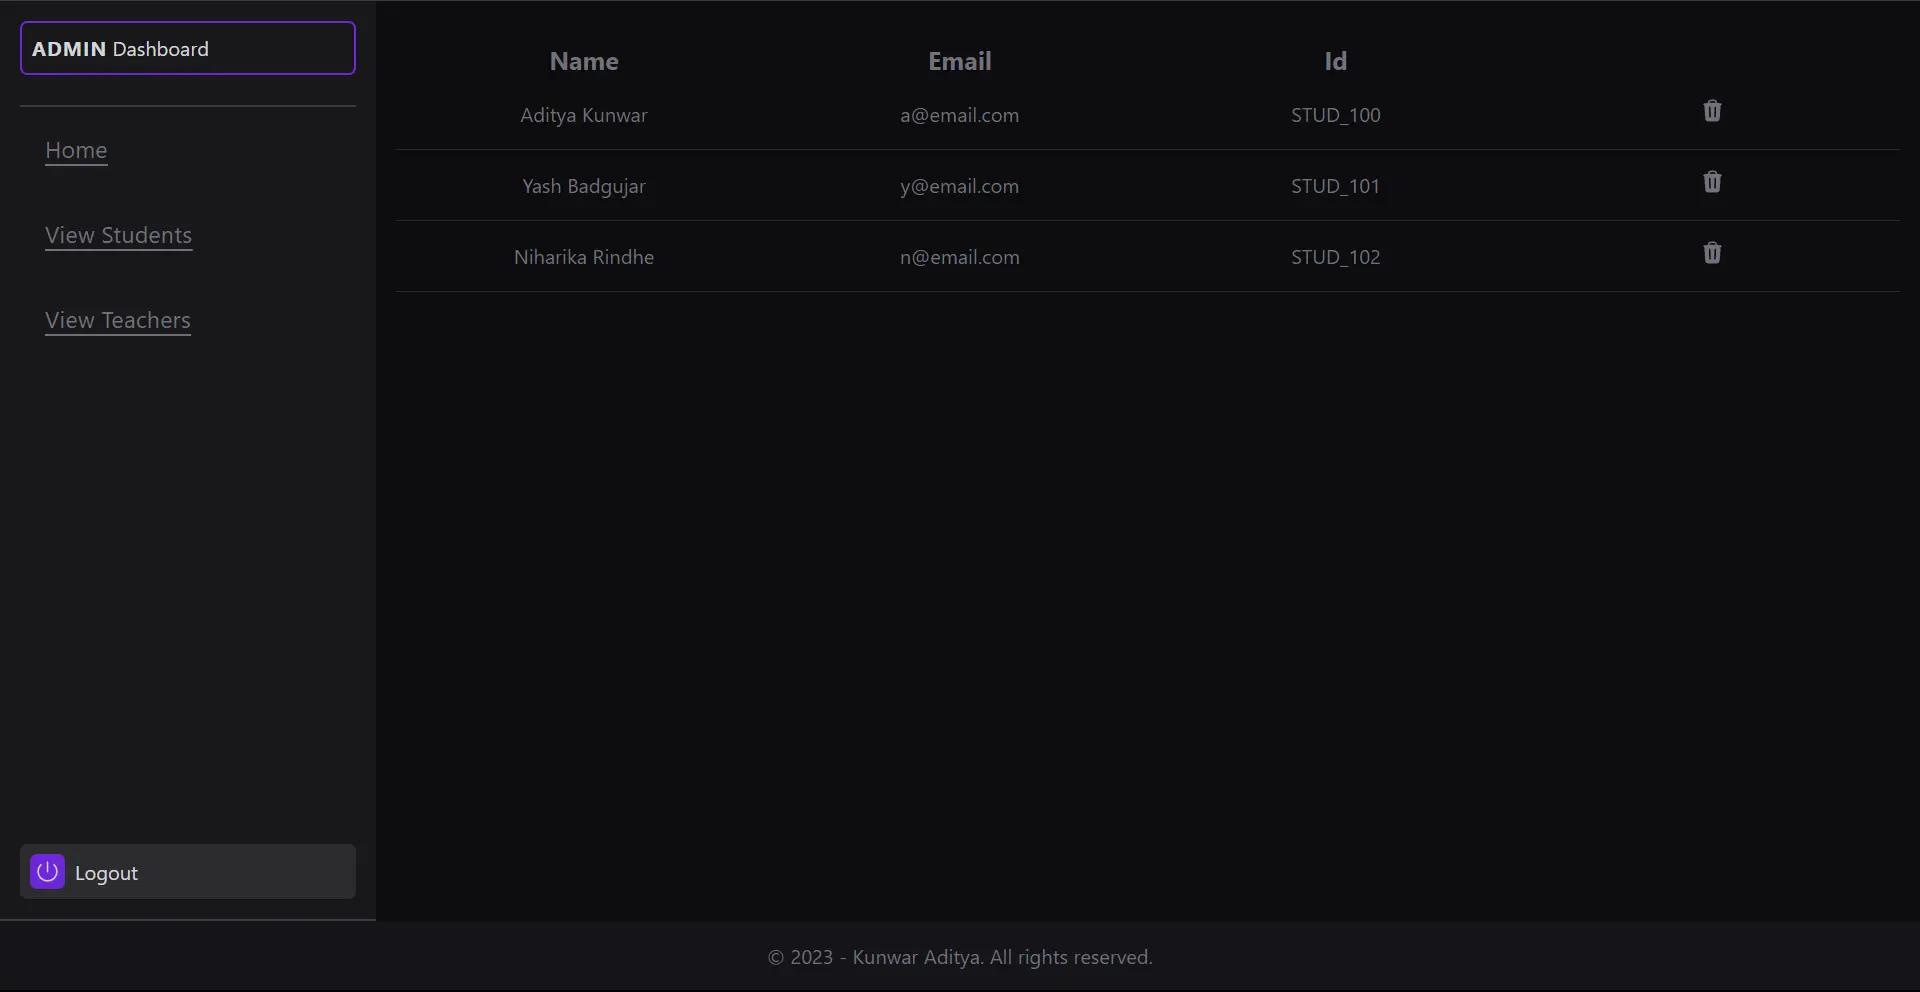 ADMIN Dashboard
Home
View Students
View Teachers
Logout
Name Email Id
Aditya Kunwar a@email.com STUD_100
Yash Badgujar y@email.com STUD_101
Niharika Rindhe n@email.com STUD_102
© 2023 - Kunwar Aditya. All rights reserved.